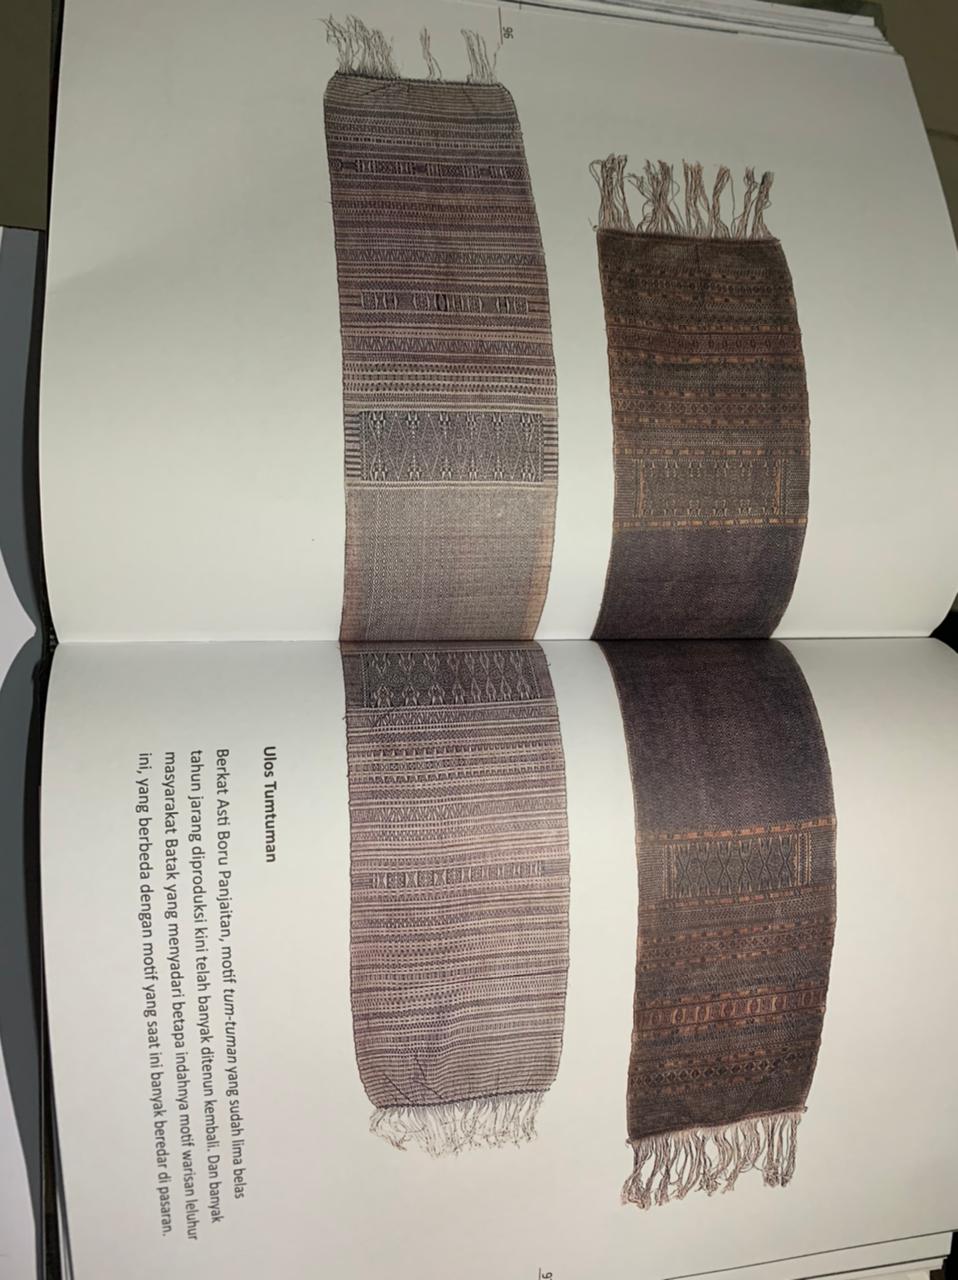 96
Ulos Tumtuman
Berkat Asti Boru Panjaitan, motif tum-tuman yang sudah lima belas
tahun jarang diproduksi kini telah banyak ditenun kembali. Dan banyak
masyarakat Batak yang menyadari betapa indahnya motif warisan leluhur
ini, yang berbeda dengan motif yang saat ini banyak beredar di pasaran.